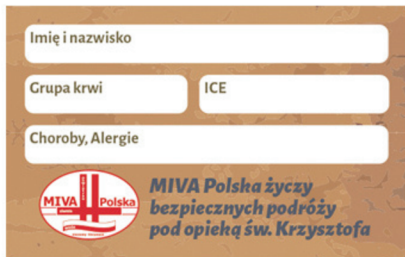 Imię i nazwisko
Grupa krwi
ICE
Choroby, Alergie
MIVA Polska
MIVA Polska życzy
bezpiecznych podróży
pod opieką św. Krzysztofa